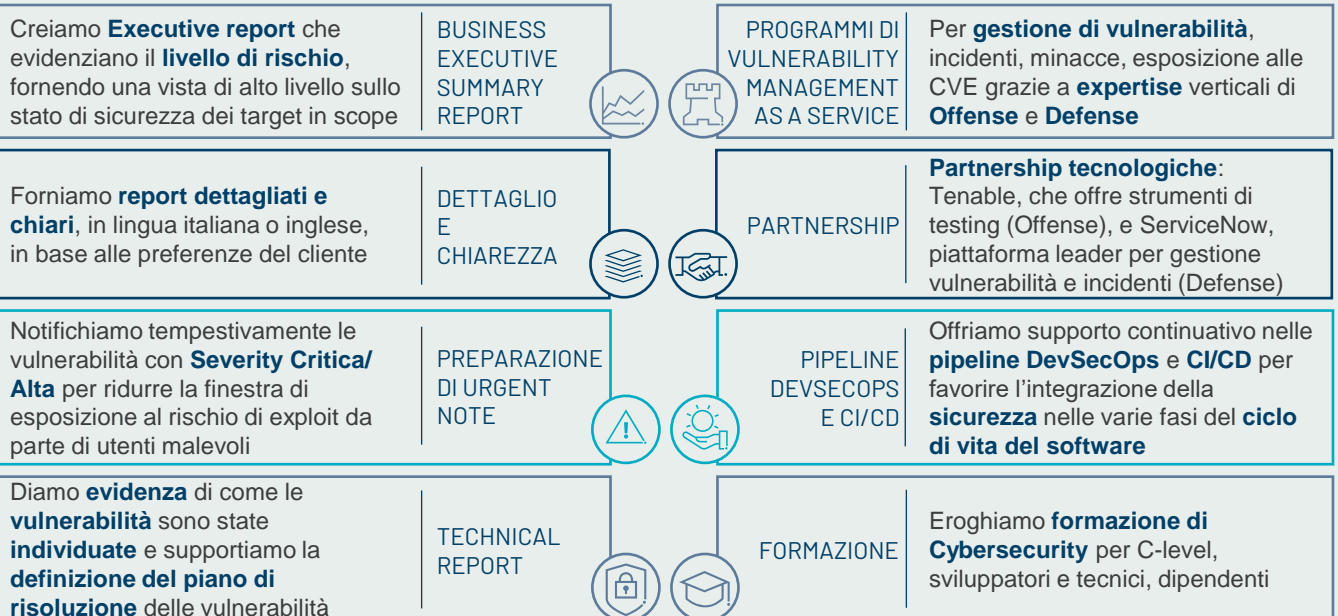 Creiamo Executive report che
evidenziano il livello di rischio,
fornendo una vista di alto livello sullo
stato di sicurezza dei target in scope
BUSINESS
EXECUTIVE
SUMMARY
REPORT
PROGRAMMI DI
VULNERABILITY
MANAGEMENT
AS A SERVICE
Per gestione di vulnerabilità,
incidenti, minacce, esposizione alle
CVE grazie a expertise verticali di
Offense e Defense
Forniamo report dettagliati e
chiari, in lingua italiana o inglese,
in base alle preferenze del cliente
DETTAGLIO
E
CHIAREZZA
PARTNERSHIP
Partnership tecnologiche:
Tenable, che offre strumenti di
testing (Offense), e ServiceNow,
piattaforma leader per gestione
vulnerabilità e incidenti (Defense)
Notifichiamo tempestivamente le
vulnerabilità con Severity Critica/
Alta per ridurre la finestra di
esposizione al rischio di exploit da
parte di utenti malevoli
PREPARAZIONE
DI URGENT
NOTE
PIPELINE
DEVSECOPS
E CI/CD
Offriamo supporto continuativo nelle
pipeline DevSecOps e CI/CD per
favorire l'integrazione della
sicurezza nelle varie fasi del ciclo
di vita del software
Diamo evidenza di come le
vulnerabilità sono state
individuate e supportiamo la
definizione del piano di
risoluzione delle vulnerabilità
TECHNICAL
REPORT
FORMAZIONE
Eroghiamo formazione di
Cybersecurity per C-level,
sviluppatori e tecnici, dipendenti